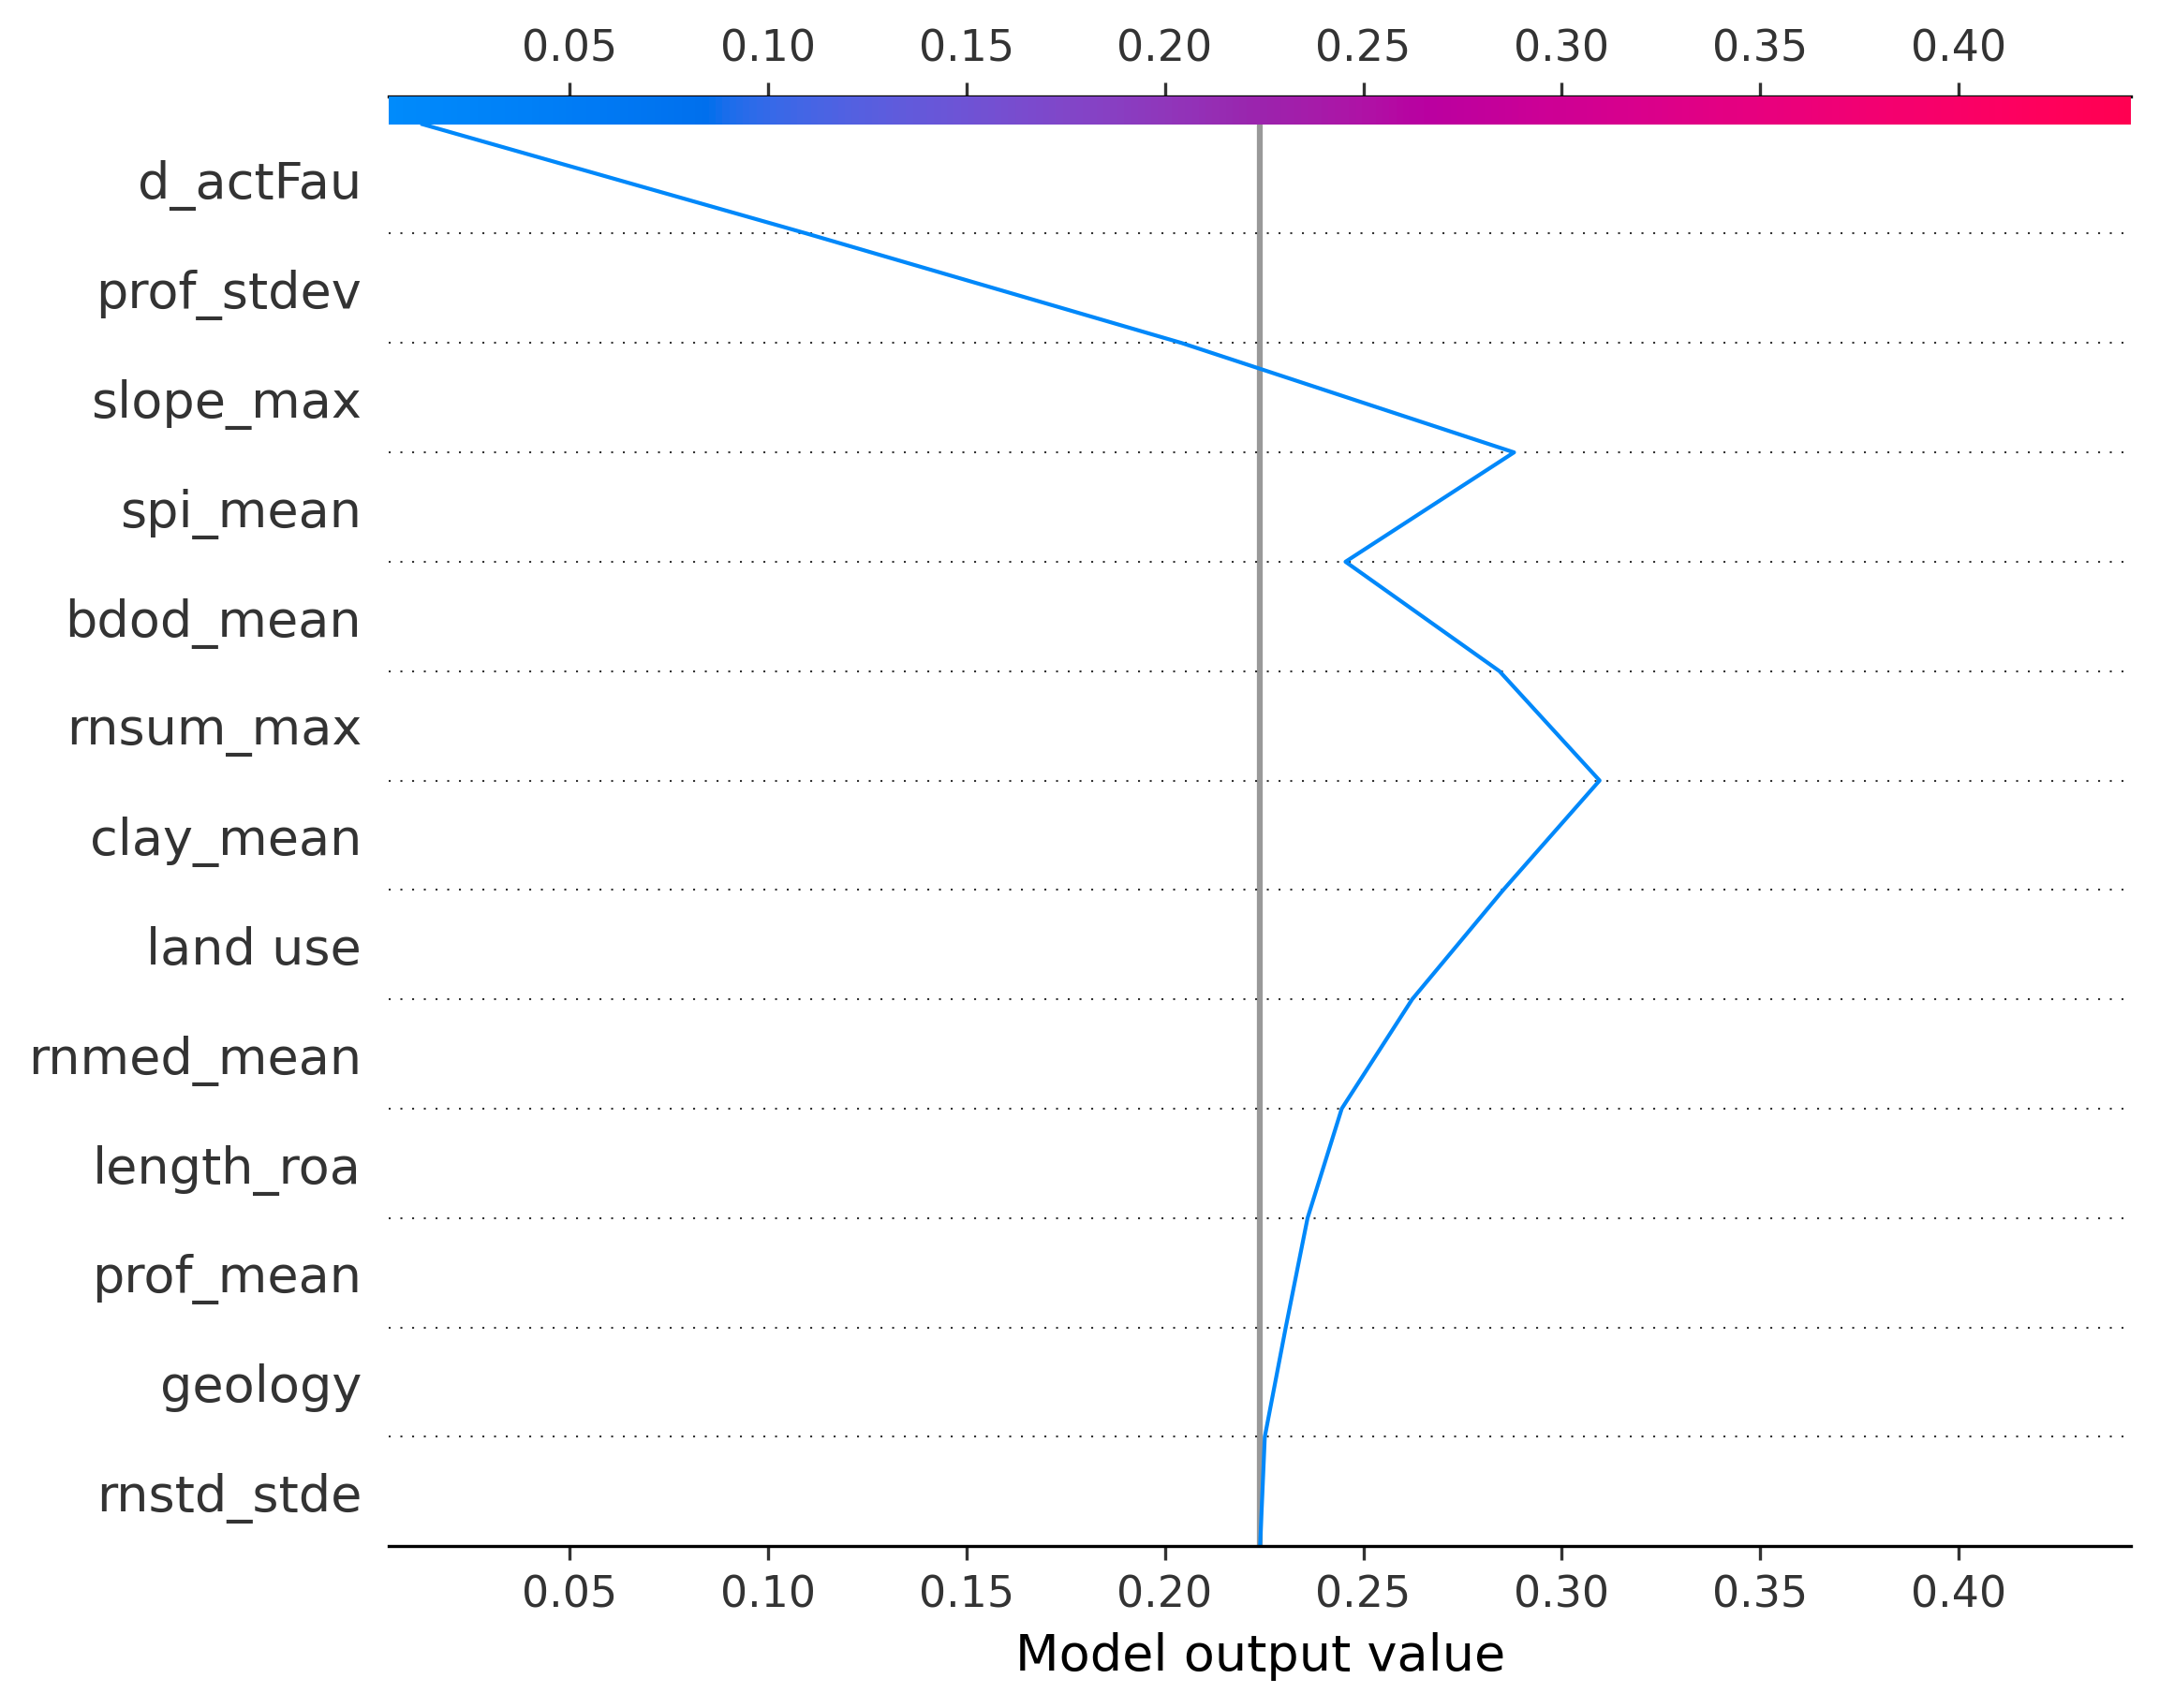 0.05 0.10 0.15 0.20 0.25 0.30 0.35 0.40
d_actFau
prof_stdev
slope_max
spi_mean
bdod_mean
rnsum_max
clay_mean
land use
rnmed_mean
length_roa
prof_mean
geology
rnstd_stde
0.05 0.10 0.15 0.20 0.25 0.30 0.35 0.40
Model output value